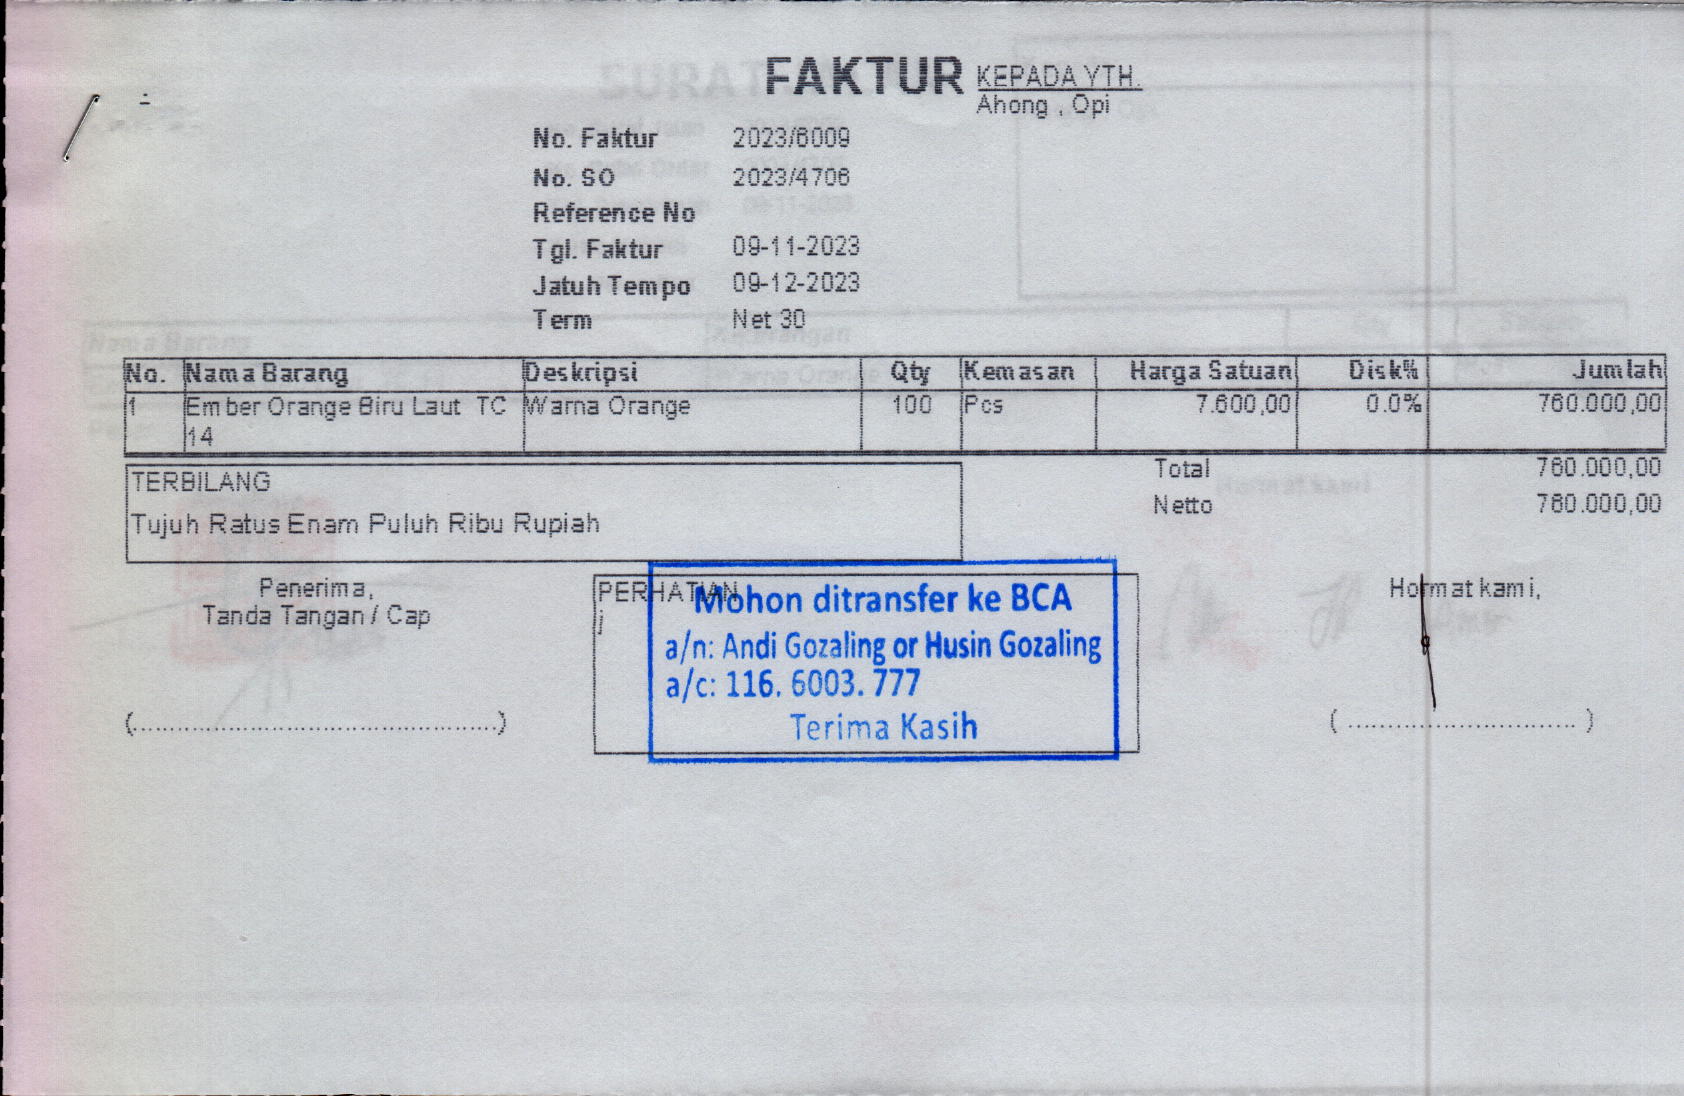 FAKTUR
KEPADA YTH.
Ahong , Opi
No. Faktur 2023/6009
No. SO 2023/4706
Reference No
Tgl. Faktur 09-11-2023
Jatuh Tempo 09-12-2023
Term Net 30
No. Nama Barang Deskripsi Qty Kemasan Harga Satuan Disk% Jumlah
1 Ember Orange Biru Laut TC Warna Orange 100 Pcs 7.600,00 0.0% 760.000,00
14
TERBILANG
Tujuh Ratus Enam Puluh Ribu Rupiah
Total 760.000,00
Netto 760.000,00
Penerima,
Tanda Tangan / Cap
(................................................)
PERHATIAN
j
Mohon ditransfer ke BCA
a/n: Andi Gozaling or Husin Gozaling
a/c: 116. 6003. 777
Terima Kasih
Hormat kami,
( .............................. )